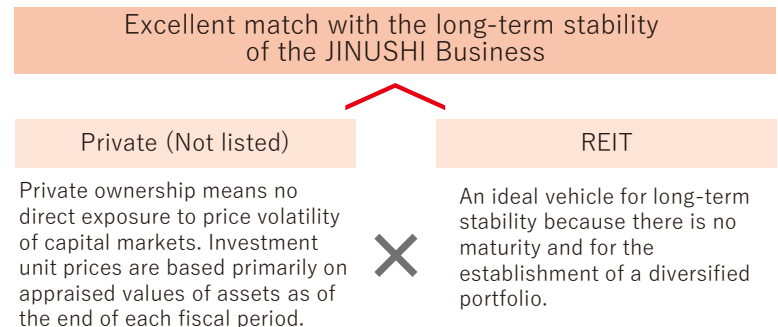 Excellent match with the long-term stability
of the JINUSHI Business
Private (Not listed)
Private ownership means no
direct exposure to price volatility
of capital markets. Investment
unit prices are based primarily on
appraised values of assets as of
the end of each fiscal period.
REIT
An ideal vehicle for long-term
stability because there is no
maturity and for the
establishment of a diversified
portfolio.